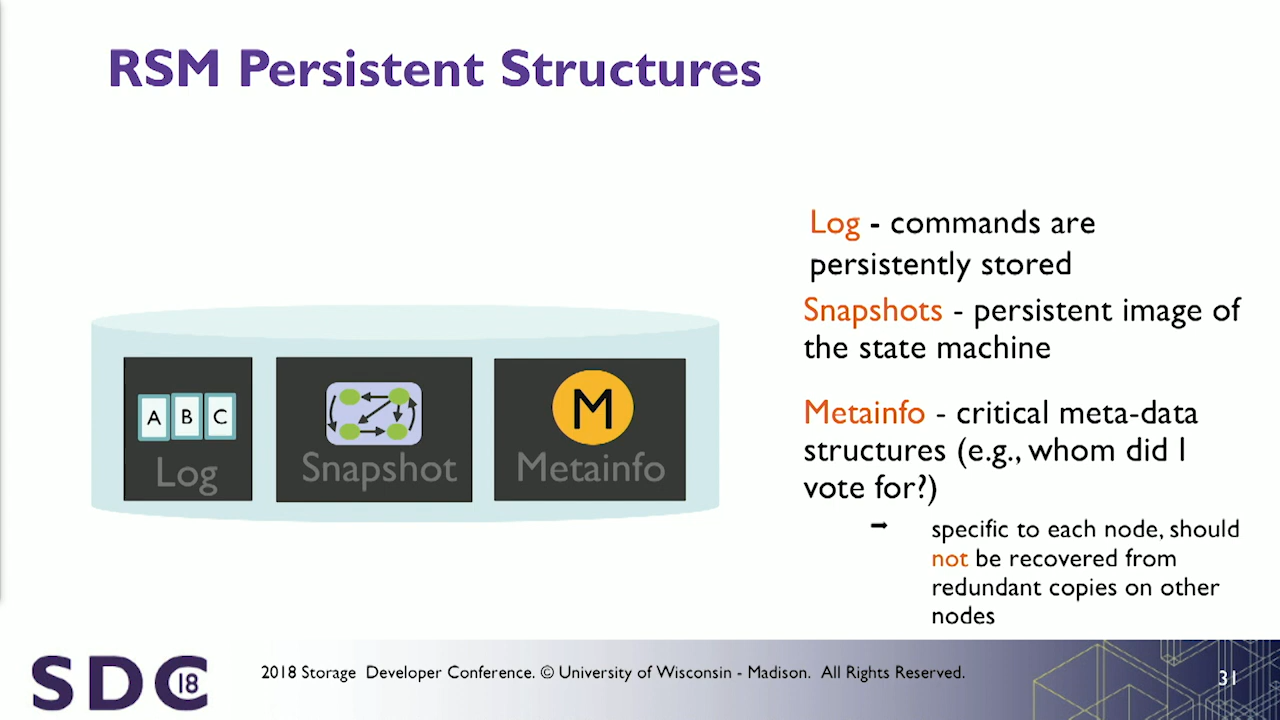 RSM Persistent Structures
Log - commands are
persistently stored
Snapshots - persistent image of
the state machine
Metainfo - critical meta-data
structures (e.g., whom did I
vote for?)
➡ specific to each node, should
not be recovered from
redundant copies on other
nodes
A B C
Log
Snapshot
M
Metainfo
SDC 18
2018 Storage Developer Conference. © University of Wisconsin - Madison. All Rights Reserved.
31